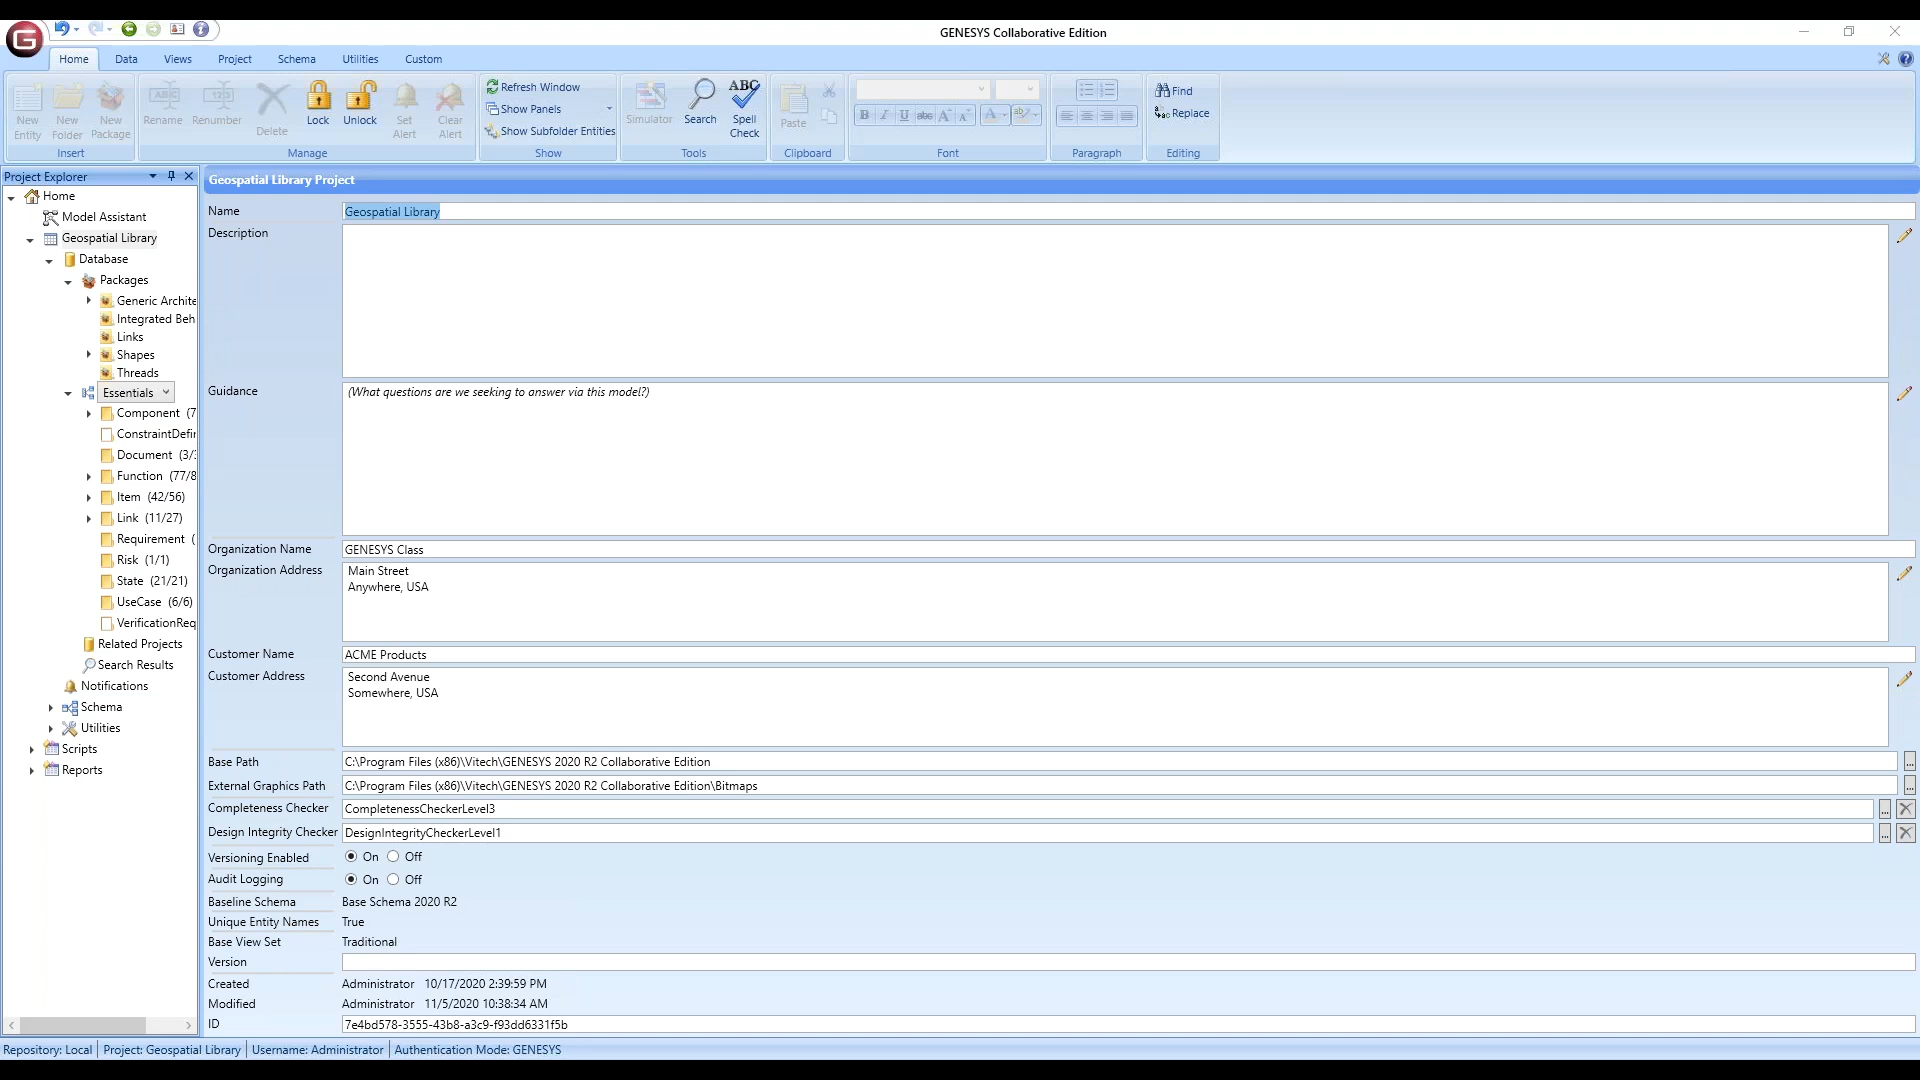 GENESYS Collaborative Edition
Home Data Views Project Schema Utilities Custom
New Entity
New Folder
New Package
Insert
Rename
Renumber
Delete
Lock
Unlock
Set Alert
Clear Alert
Manage
Refresh Window
Show Panels
Show Subfolder Entities
Show
Simulator
Search
ABC
Spell Check
Tools
Paste
Clipboard
B I U abc A A A ab
Font
Paragraph
Find
Replace
Editing
Project Explorer
Home
Model Assistant
Geospatial Library
Database
Packages
Generic Archite
Integrated Beh
Links
Shapes
Threads
Essentials
Component (7
ConstraintDefin
Document (3/3
Function (77/8
Item (42/56)
Link (11/27)
Requirement (
Risk (1/1)
State (21/21)
UseCase (6/6)
VerificationReq
Related Projects
Search Results
Notifications
Schema
Utilities
Scripts
Reports
Geospatial Library Project
Name Geospatial Library
Description
Guidance (What questions are we seeking to answer via this model?)
Organization Name GENESYS Class
Organization Address Main Street
Anywhere, USA
Customer Name ACME Products
Customer Address Second Avenue
Somewhere, USA
Base Path C:\Program Files (x86)\Vitech\GENESYS 2020 R2 Collaborative Edition ...
External Graphics Path C:\Program Files (x86)\Vitech\GENESYS 2020 R2 Collaborative Edition\Bitmaps ...
Completeness Checker CompletenessCheckerLevel3 ...
Design Integrity Checker DesignIntegrityCheckerLevel1 ...
Versioning Enabled On Off
Audit Logging On Off
Baseline Schema Base Schema 2020 R2
Unique Entity Names True
Base View Set Traditional
Version
Created Administrator 10/17/2020 2:39:59 PM
Modified Administrator 11/5/2020 10:38:34 AM
ID 7e4bd578-3555-43b8-a3c9-f93dd6331f5b
Repository: Local Project: Geospatial Library Username: Administrator Authentication Mode: GENESYS